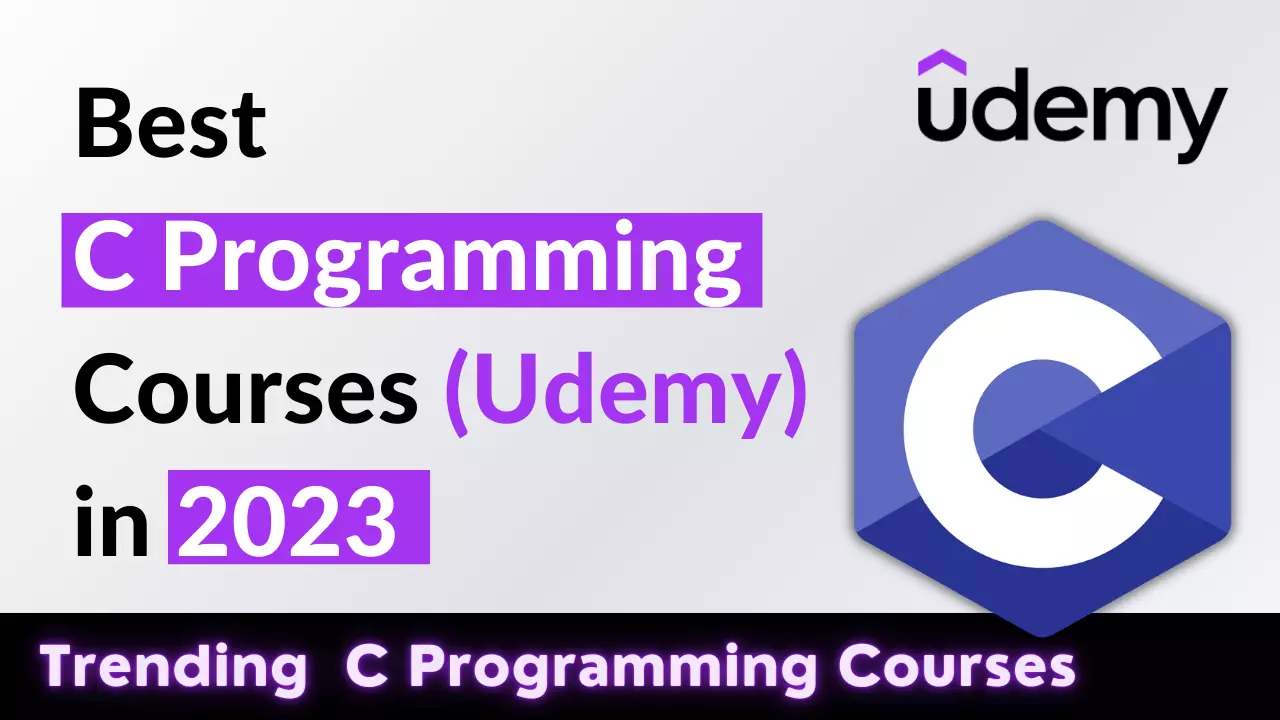 Best
udemy
C Programming
Courses (Udemy)
in 2023
Trending C Programming Courses